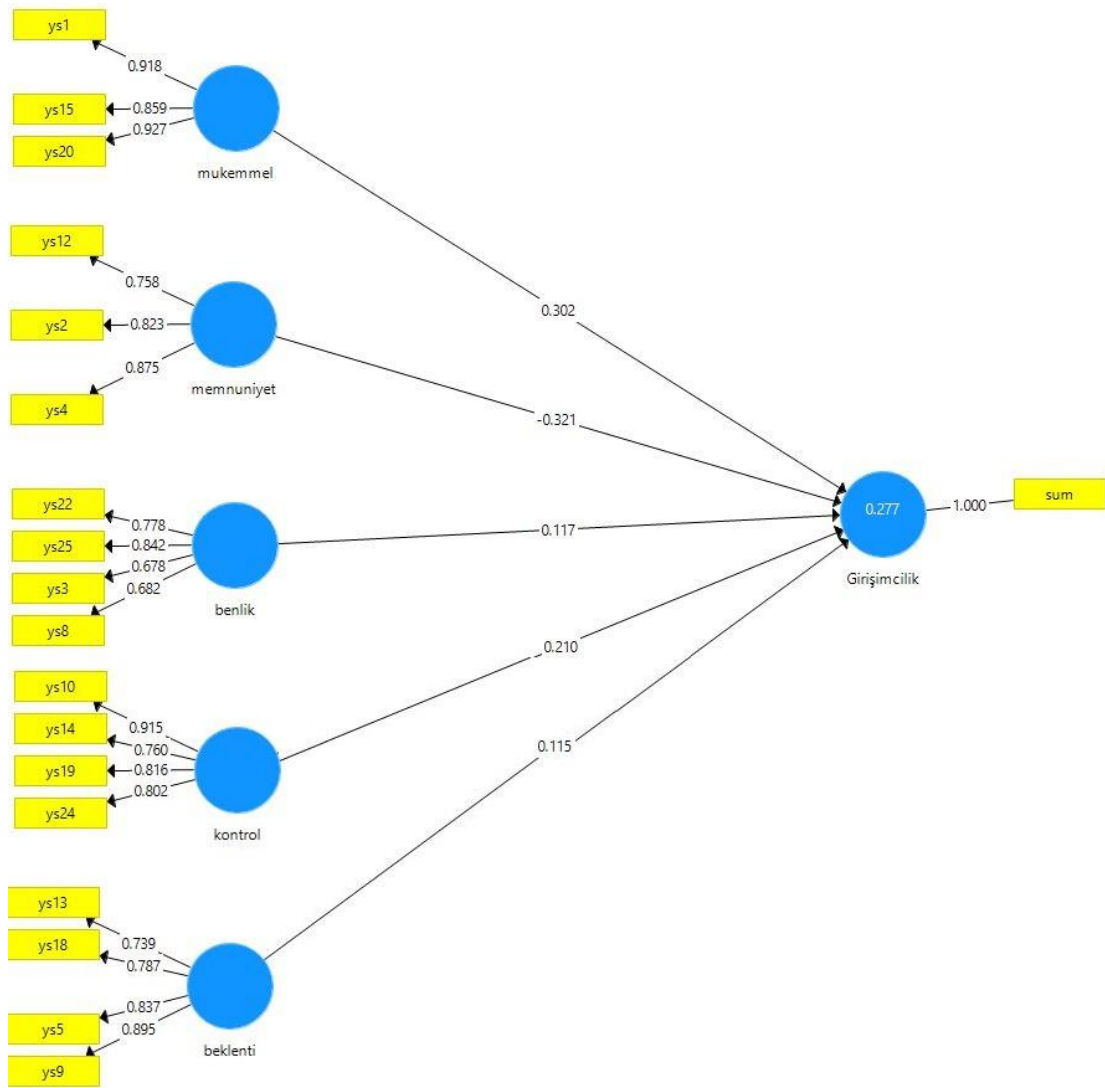 ys1
0.918
ys15
0.859
ys20
0.927
mukemmel
ys12
0.758
ys2
0.823
ys4
0.875
memnuniyet
ys22
0.778
ys25
0.842
ys3
0.678
ys8
0.682
benlik
ys10
0.915
ys14
0.760
ys19
0.816
ys24
0.802
kontrol
ys13
0.739
ys18
0.787
ys5
0.837
ys9
0.895
beklenti
0.302
-0.321
0.117
0.210
0.115
0.277
Girişimcilik
1.000
sum